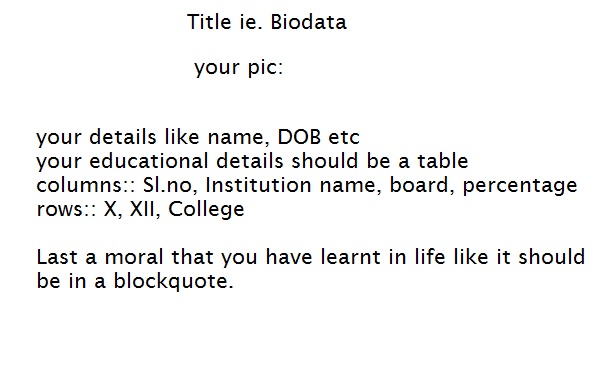 Title ie. Biodata
your pic:
your details like name, DOB etc
your educational details should be a table
columns:: Sl.no, Institution name, board, percentage
rows:: X, XII, College
Last a moral that you have learnt in life like it should
be in a blockquote.